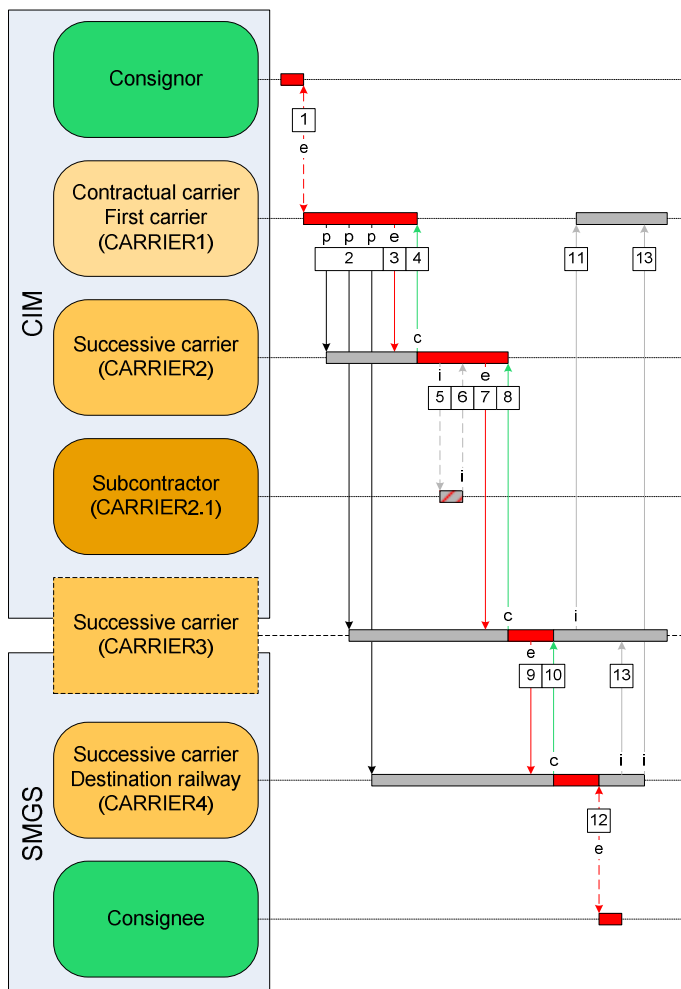 CIM
Consignor
1
e
Contractual carrier
First carrier
(CARRIER1)
p p p e
2 3 4 11 13
c
Successive carrier
(CARRIER2)
i e
5 6 7 8
i
Subcontractor
(CARRIER2.1)
c i
Successive carrier
(CARRIER3)
e
9 10 13
SMGS
c i i
Successive carrier
Destination railway
(CARRIER4)
12
e
Consignee